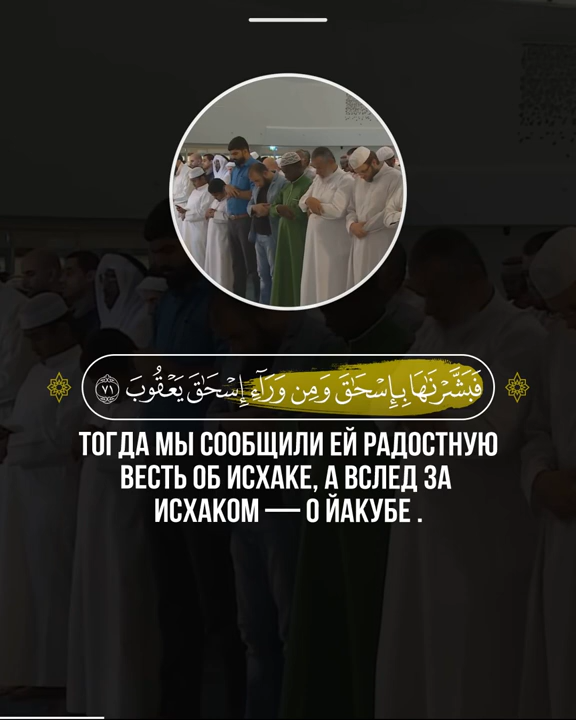 فَبَشَّرْنَٰهَا بِإِسْحَٰقَ وَمِن وَرَآءِ إِسْحَٰقَ يَعْقُوبَ ٧١
ТОГДА МЫ СООБЩИЛИ ЕЙ РАДОСТНУЮ
ВЕСТЬ ОБ ИСХАКЕ, А ВСЛЕД ЗА
ИСХАКОМ — О ЙАКУБЕ .